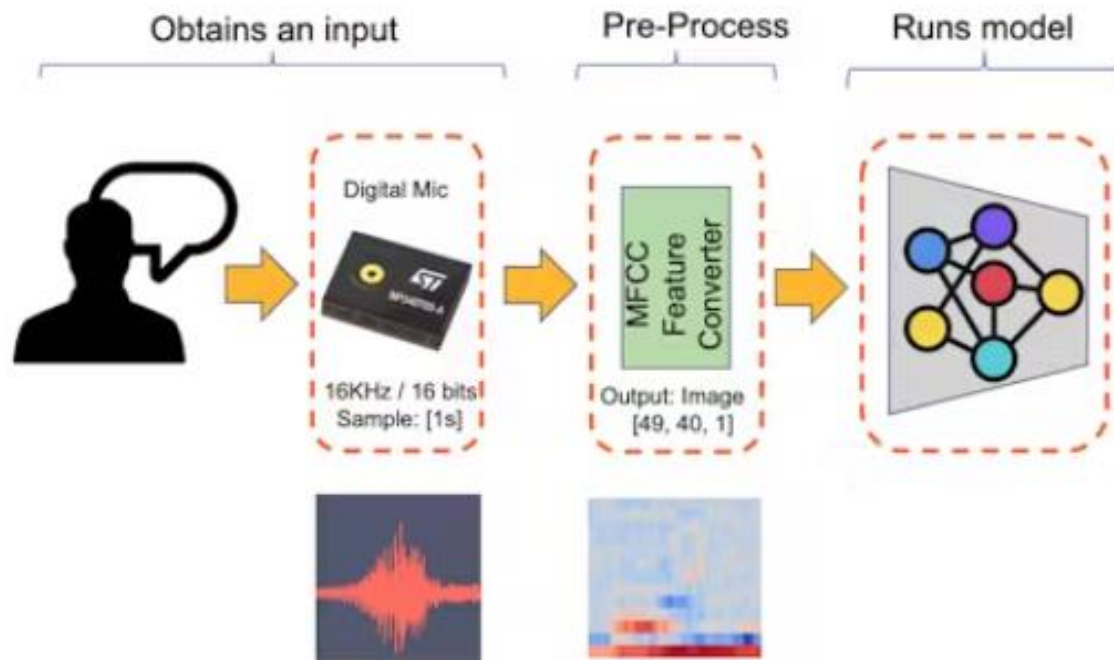 Obtains an input
Pre-Process
Runs model
Digital Mic
16KHz / 16 bits
Sample: [1s]
MFCC
Feature
Converter
Output: Image
[49, 40, 1]